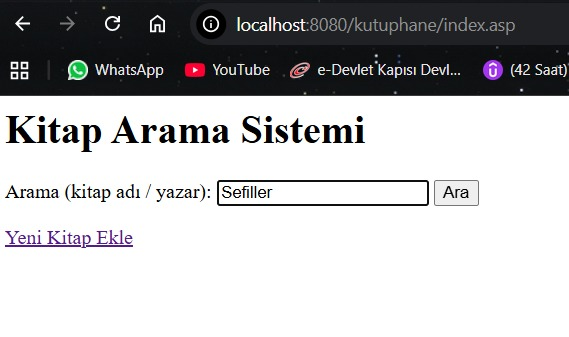 localhost:8080/kutuphane/index.asp
WhatsApp YouTube e-Devlet Kapısı Devl... (42 Saat)
Kitap Arama Sistemi
Arama (kitap adı / yazar): Sefiller Ara
Yeni Kitap Ekle